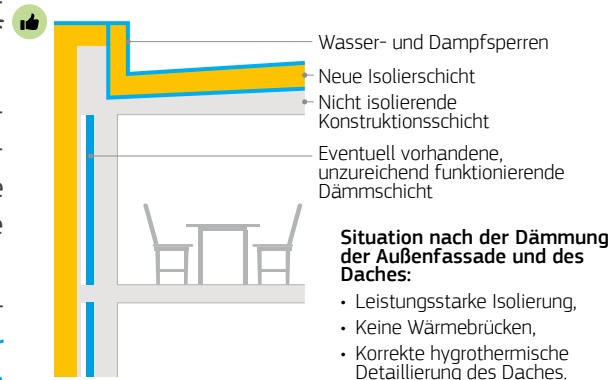 Wasser- und Dampfsperren
Neue Isolierschicht
Nicht isolierende
Konstruktionsschicht
Eventuell vorhandene,
unzureichend funktionierende
Dämmschicht
Situation nach der Dämmung
der Außenfassade und des
Daches:
• Leistungsstarke Isolierung,
• Keine Wärmebrücken,
• Korrekte hygrothermische
Detaillierung des Daches.